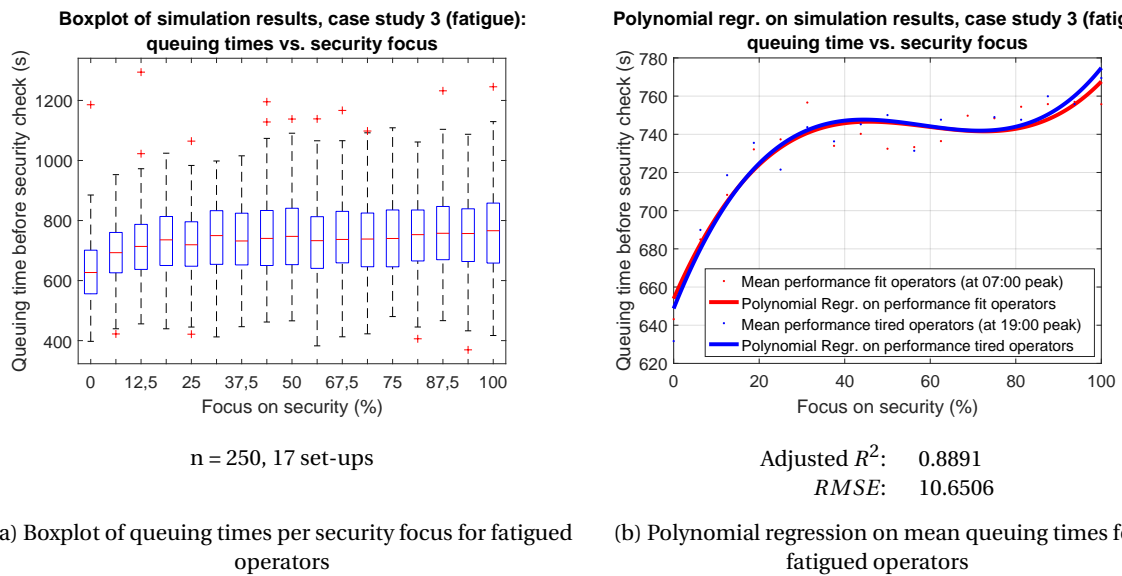 Boxplot of simulation results, case study 3 (fatigue):
queuing times vs. security focus
Queuing time before security check (s)
1200
1000
800
600
400
0 12,5 25 37,5 50 67,5 75 87,5 100
Focus on security (%)
n = 250, 17 set-ups
a) Boxplot of queuing times per security focus for fatigued
operators
Polynomial regr. on simulation results, case study 3 (fatig
queuing time vs. security focus
Queuing time before security check (s)
780
760
740
720
700
680
660
640
620
Mean performance fit operators (at 07:00 peak)
Polynomial Regr. on performance fit operators
Mean performance tired operators (at 19:00 peak)
Polynomial Regr. on performance tired operators
0 20 40 60 80 100
Focus on security (%)
Adjusted R²: 0.8891
RMSE: 10.6506
(b) Polynomial regression on mean queuing times fo
fatigued operators